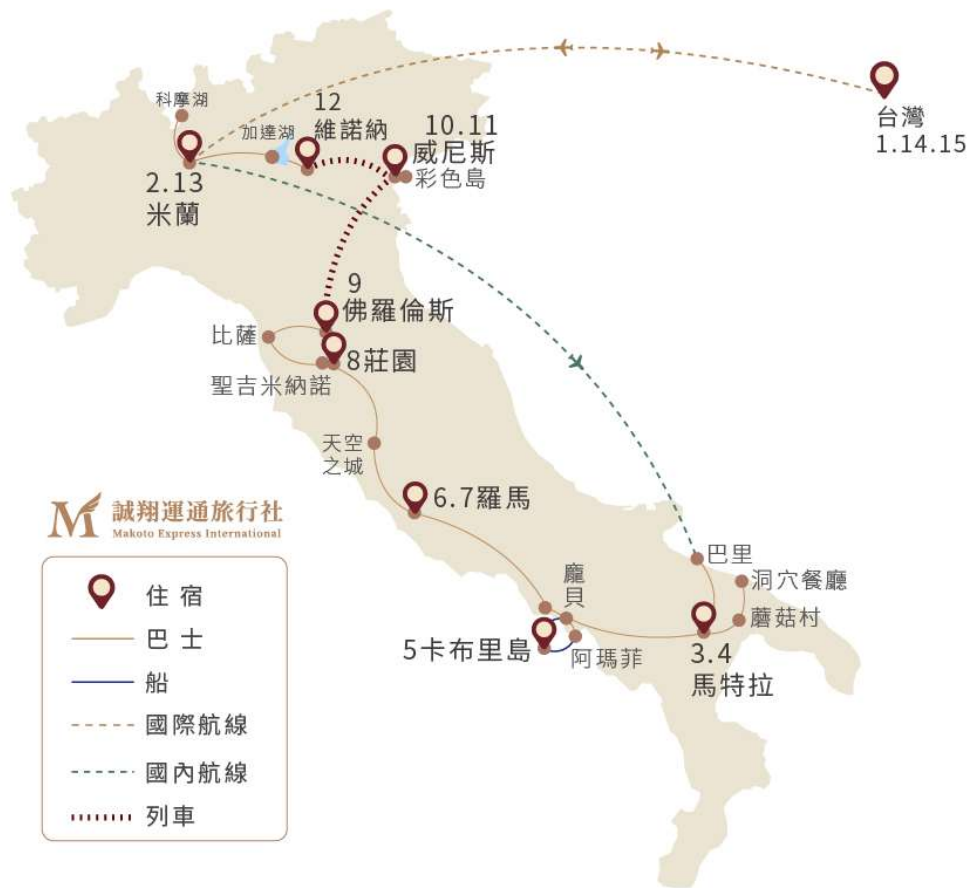 科摩湖
加達湖
12
維諾納
10.11
威尼斯
彩色島
台灣
1.14.15
2.13
米蘭
9
佛羅倫斯
比薩
8莊園
聖吉米納諾
天空
之城
6.7羅馬
M
誠翔運通旅行社
Makoto Express International
巴里
洞穴餐廳
蘑菇村
龐
貝
5卡布里島
阿瑪菲
3.4
馬特拉
住宿
巴士
船
國際航線
國內航線
列車